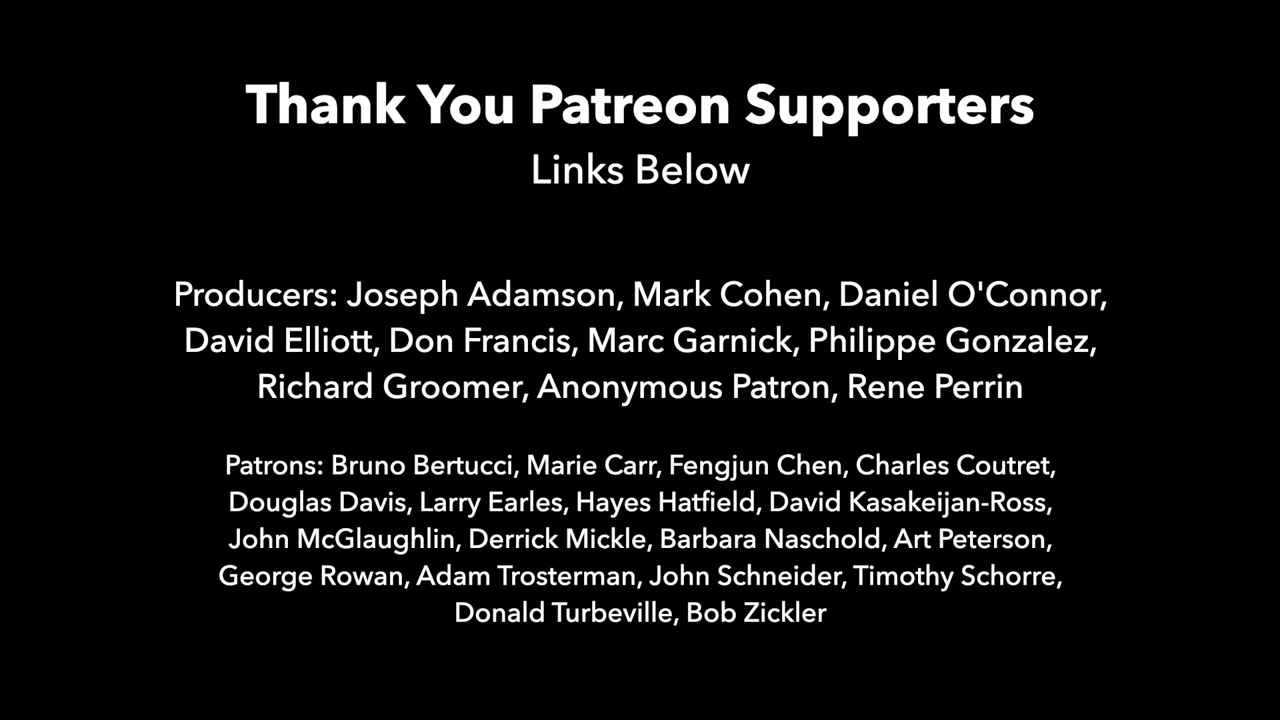 Thank You Patreon Supporters
Links Below
Producers: Joseph Adamson, Mark Cohen, Daniel O'Connor,
David Elliott, Don Francis, Marc Garnick, Philippe Gonzalez,
Richard Groomer, Anonymous Patron, Rene Perrin
Patrons: Bruno Bertucci, Marie Carr, Fengjun Chen, Charles Coutret,
Douglas Davis, Larry Earles, Hayes Hatfield, David Kasakeijan-Ross,
John McGlaughlin, Derrick Mickle, Barbara Naschold, Art Peterson,
George Rowan, Adam Trosterman, John Schneider, Timothy Schorre,
Donald Turbeville, Bob Zickler